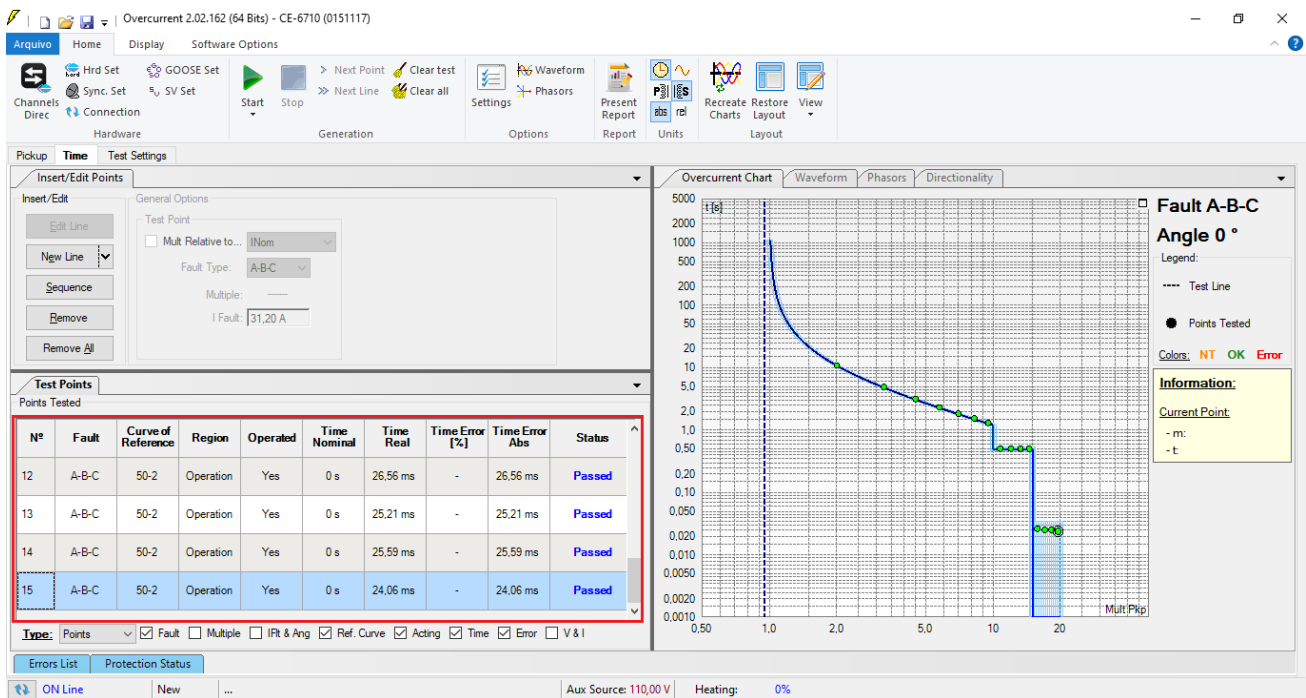 Overcurrent 2.02.162 (64 Bits) - CE-6710 (0151117)
Arquivo Home Display Software Options
Hrd Set GOOSE Set > Next Point Clear test Waveform
Sync. Set SV Set >> Next Line Clear all Phasors
Connection
Channels Direc
Start Stop
Settings
Present Report
abs rel
Recreate Charts Restore Layout View
Hardware Generation Options Report Units Layout
Pickup Time Test Settings
Insert/Edit Points
Insert/Edit General Options
Edit Line
Test Point
Mult Relative to... INom
New Line
Fault Type: A-B-C
Sequence
Multiple: ----
Remove
I Fault: 31,20 A
Remove All
Test Points
Points Tested
Nº Fault Curve of Reference Region Operated Time Nominal Time Real Time Error [%] Time Error Abs Status
12 A-B-C 50-2 Operation Yes 0 s 26,56 ms - 26,56 ms Passed
13 A-B-C 50-2 Operation Yes 0 s 25,21 ms - 25,21 ms Passed
14 A-B-C 50-2 Operation Yes 0 s 25,59 ms - 25,59 ms Passed
15 A-B-C 50-2 Operation Yes 0 s 24,06 ms - 24,06 ms Passed
Type: Points Fault Multiple IFlt & Ang Ref. Curve Acting Time Error V & I
Errors List Protection Status
Overcurrent Chart Waveform Phasors Directionality
t [s]
5000
2000
1000
500
200
100
50
20
10
5,0
2,0
1,0
0,50
0,20
0,10
0,050
0,020
0,010
0,0050
0,0020
0,0010
Mult Pkp
0,50 1,0 2,0 5,0 10 20
Fault A-B-C
Angle 0 °
Legend:
Test Line
Points Tested
Colors: NT OK Error
Information:
Current Point:
- m:
- t:
ON Line New ... Aux Source: 110,00 V Heating: 0%